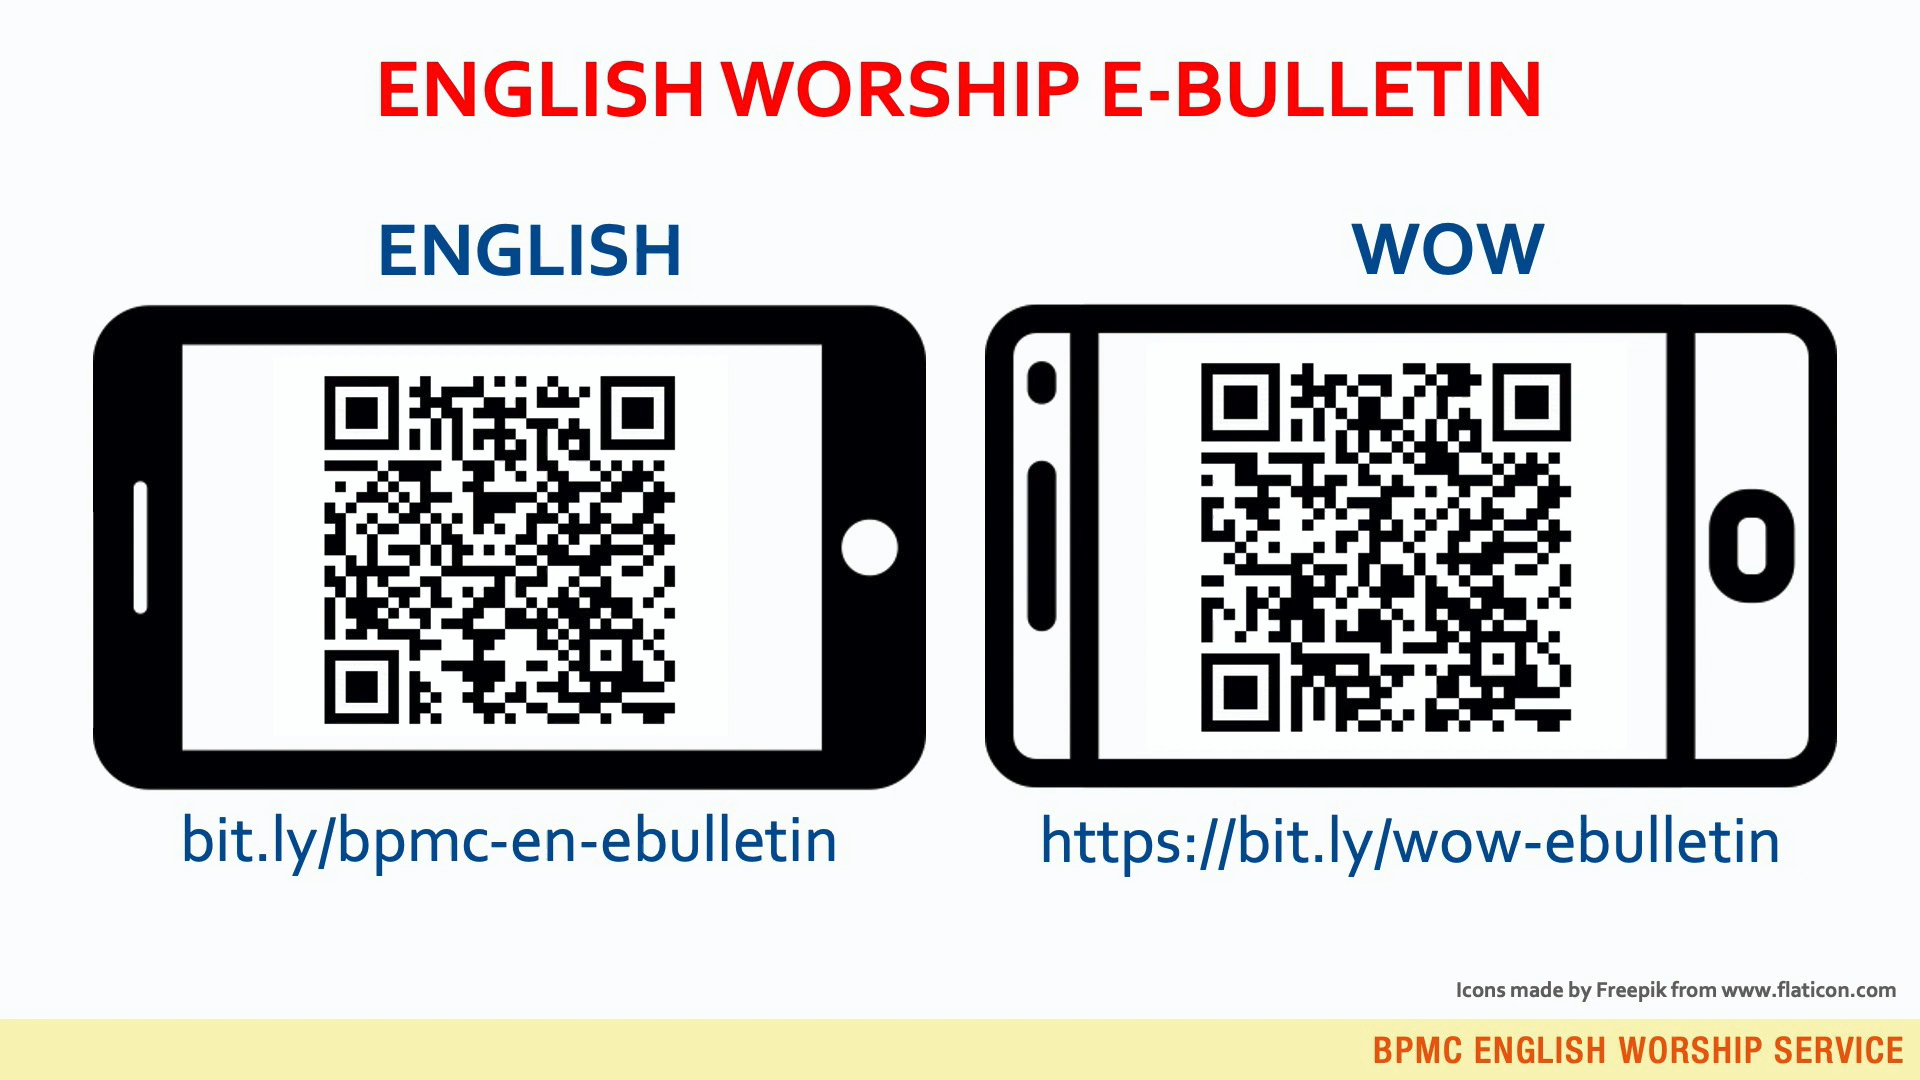 ENGLISH WORSHIP E-BULLETIN
ENGLISH
WOW
bit.ly/bpmc-en-ebulletin
https://bit.ly/wow-ebulletin
Icons made by Freepik from www.flaticon.com
BPMC ENGLISH WORSHIP SERVICE